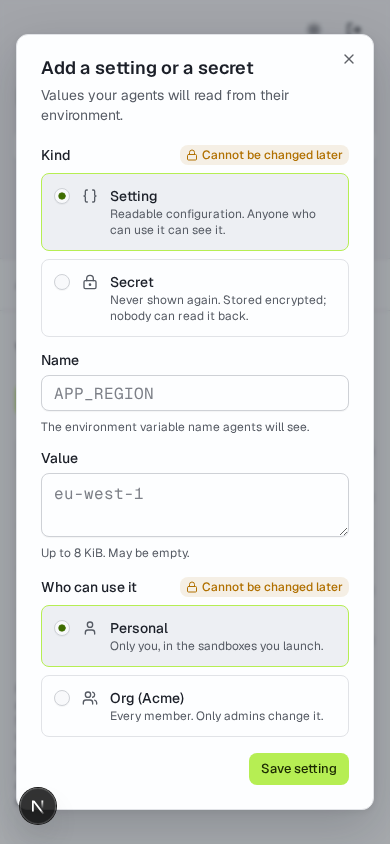 Add a setting or a secret
Values your agents will read from their
environment.
Kind
Cannot be changed later
Setting
Readable configuration. Anyone who
can use it can see it.
Secret
Never shown again. Stored encrypted;
nobody can read it back.
Name
APP_REGION
The environment variable name agents will see.
Value
eu-west-1
Up to 8 KiB. May be empty.
Who can use it
Cannot be changed later
Personal
Only you, in the sandboxes you launch.
Org (Acme)
Every member. Only admins change it.
Save setting
N